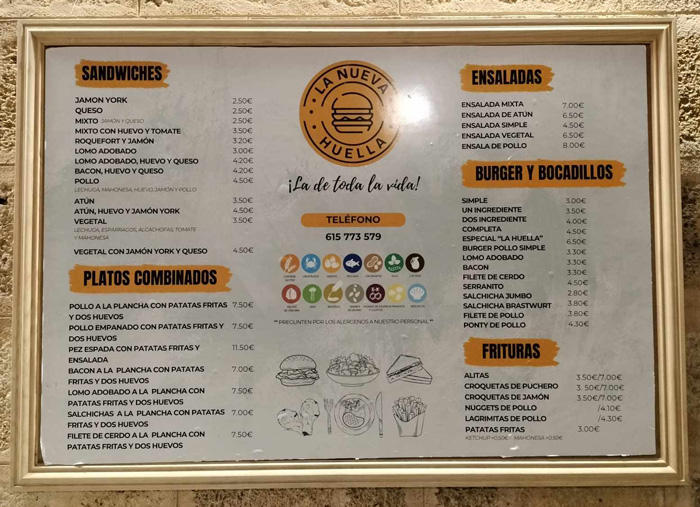 SANDWICHES
JAMON YORK 2.50€
QUESO 2.50€
MIXTO JAMÓN Y QUESO 2.50€
MIXTO CON HUEVO Y TOMATE 3.50€
ROQUEFORT Y JAMÓN 3.20€
LOMO ADOBADO 3.00€
LOMO ADOBADO, HUEVO Y QUESO 4.20€
BACON, HUEVO Y QUESO 4.20€
POLLO 4.50€
LECHUGA, MAHONESA, HUEVO, JAMÓN Y POLLO
ATÚN 3.50€
ATÚN, HUEVO Y JAMÓN YORK 4.50€
VEGETAL 3.50€
LECHUGA, ESPARRAGOS, ALCACHOFAS, TOMATE
Y MAHONESA
VEGETAL CON JAMÓN YORK Y QUESO 4.50€
PLATOS COMBINADOS
POLLO A LA PLANCHA CON PATATAS FRITAS 7.50€
Y DOS HUEVOS
POLLO EMPANADO CON PATATAS FRITAS Y 7.50€
DOS HUEVOS
PEZ ESPADA CON PATATAS FRITAS Y 11.50€
ENSALADA
BACON A LA PLANCHA CON PATATAS 7.00€
FRITAS Y DOS HUEVOS
LOMO ADOBADO A LA PLANCHA CON 7.50€
PATATAS FRITAS Y DOS HUEVOS
SALCHICHAS A LA PLANCHA CON PATATAS 7.00€
FRITAS Y DOS HUEVOS
FILETE DE CERDO A LA PLANCHA CON 7.50€
PATATAS FRITAS Y DOS HUEVOS
LA NUEVA
HUELLA
¡La de toda la vida!
TELÉFONO
615 773 579
** PREGUNTEN POR LOS ALERGENOS A NUESTRO PERSONAL **
ENSALADAS
ENSALADA MIXTA 7.00€
ENSALADA DE ATÚN 6.50€
ENSALADA SIMPLE 4.50€
ENSALADA VEGETAL 6.50€
ENSALA DE POLLO 8.00€
BURGER Y BOCADILLOS
SIMPLE 3.00€
UN INGREDIENTE 3.50€
DOS INGREDIENTE 4.00€
COMPLETA 4.50€
ESPECIAL "LA HUELLA" 6.50€
BURGER POLLO SIMPLE 3.30€
LOMO ADOBADO 3.30€
BACON 3.30€
FILETE DE CERDO 3.30€
SERRANITO 4.50€
SALCHICHA JUMBO 2.80€
SALCHICHA BRASTWURT 3.80€
FILETE DE POLLO 3.80€
PONTY DE POLLO 4.30€
FRITURAS
ALITAS 3.50€/7.00€
CROQUETAS DE PUCHERO 3. 50€/7.00€
CROQUETAS DE JAMÓN 3.50€/7.00€
NUGGETS DE POLLO /4.10€
LAGRIMITAS DE POLLO /4.30€
PATATAS FRITAS 3.00€
KETCHUP +0.50€ MAHONESA +0.50€